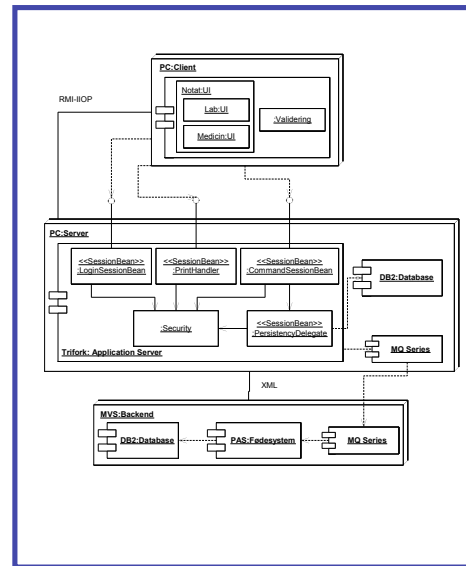 PC:Client
Notat:UI
Lab:UI
Medicin:UI
:Validering
RMI-IIOP
PC:Server
<<SessionBean>>
:LoginSessionBean
<<SessionBean>>
:PrintHandler
<<SessionBean>>
:CommandSessionBean
DB2:Database
:Security
<<SessionBean>>
:PersistencyDelegate
Trifork: Application Server
MQ Series
XML
MVS:Backend
DB2:Database
PAS:Fødesystem
MQ Series